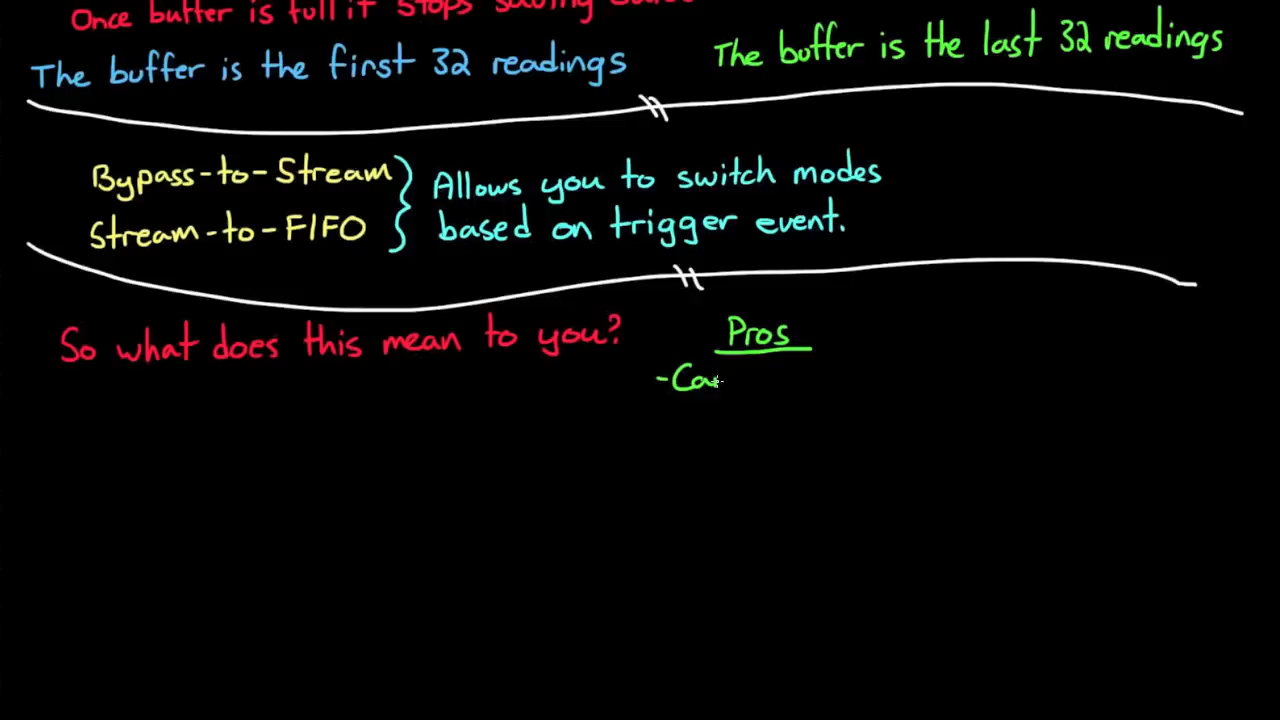 Once buffer is full it stops saving
The buffer is the first 32 readings
The buffer is the last 32 readings
Bypass-to-Stream
Stream-to-FIFO
Allows you to switch modes
based on trigger event.
So what does this mean to you?
Pros
-Ca